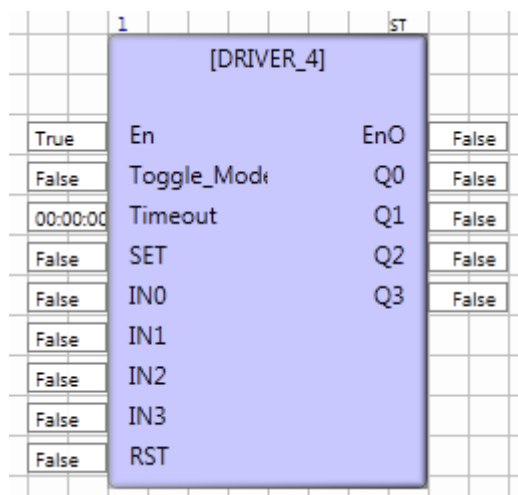 1 ST
[DRIVER_4]
True En EnO False
False Toggle_Mode Q0 False
00:00:00 Timeout Q1 False
False SET Q2 False
False IN0 Q3 False
False IN1
False IN2
False IN3
False RST